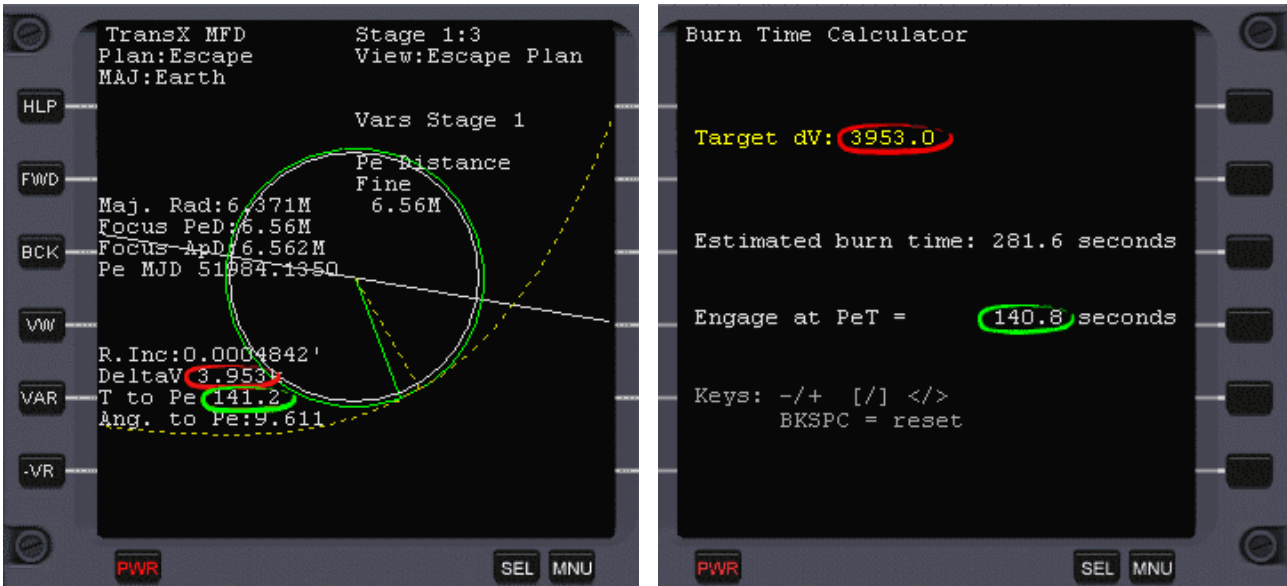 TransX MFD Stage 1:3
Plan:Escape View:Escape Plan
MAJ:Earth
HLP
Vars Stage 1
Pe Distance
FWD
Fine
Maj. Rad:6.371M 6.56M
Focus PeD:6.56M
BCK
Focus ApD:6.562M
Pe MJD 51984.1350
VW
R.Inc:0.0004842'
DeltaV 3.953k
VAR
T to Pe 141.2
Ang. to Pe:9.611
-VR
PWR SEL MNU
Burn Time Calculator
Target dV: 3953.0
Estimated burn time: 281.6 seconds
Engage at PeT = 140.8 seconds
Keys: -/+ [/] </>
BKSPC = reset
PWR SEL MNU